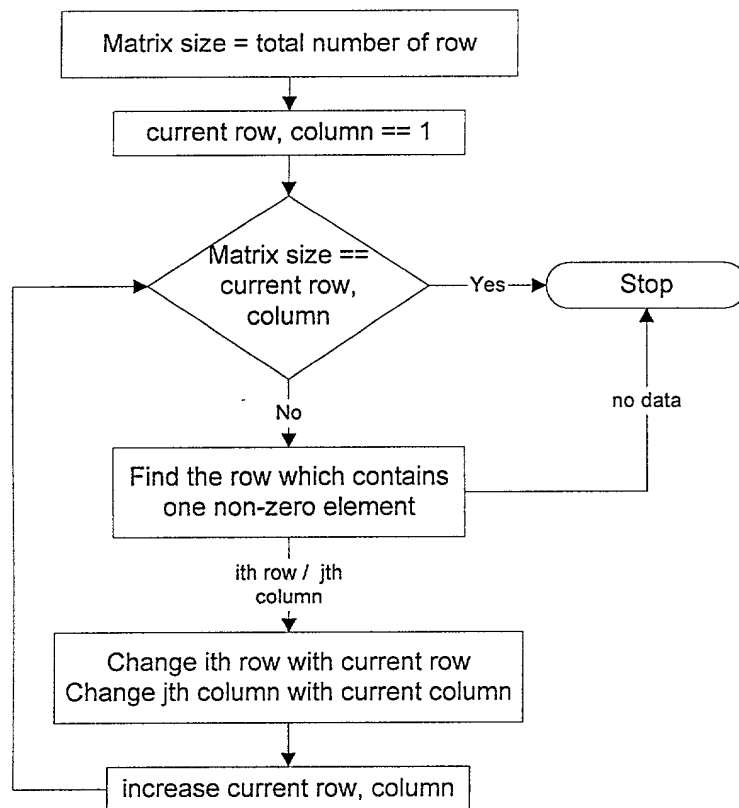 Matrix size = total number of row
current row, column == 1
Matrix size ==
current row,
column
Yes
Stop
No
no data
Find the row which contains
one non-zero element
ith row / jth
column
Change ith row with current row
Change jth column with current column
increase current row, column